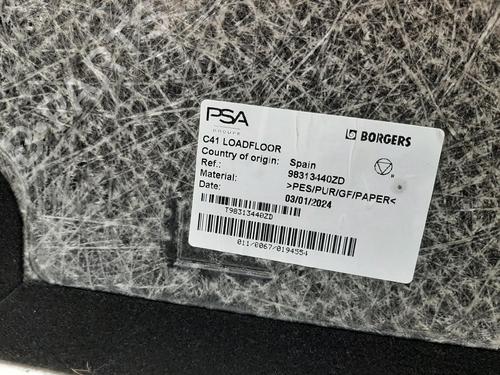 PSA
GROUPE
BORGERS
C41 LOADFLOOR
Country of origin: Spain
Ref.: 98313440ZD
Material: >PES/PUR/GF/PAPER<
Date: 03/01/2024
T98313440ZD
011/0067/0194554